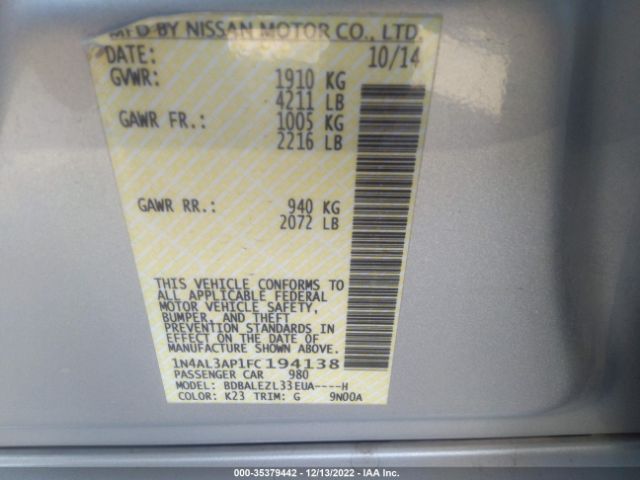 MFD BY NISSAN MOTOR CO., LTD.
DATE: 10/14
GVWR: 1910 KG
4211 LB
GAWR FR.: 1005 KG
2216 LB
GAWR RR.: 940 KG
2072 LB
THIS VEHICLE CONFORMS TO
ALL APPLICABLE FEDERAL
MOTOR VEHICLE SAFETY,
BUMPER, AND THEFT
PREVENTION STANDARDS IN
EFFECT ON THE DATE OF
MANUFACTURE SHOWN ABOVE.
1N4AL3AP1FC194138
PASSENGER CAR 980
MODEL: BDBALEZL33EUA----H
COLOR: K23 TRIM: G 9N00A
000-35379442 - 12/13/2022 - IAA Inc.